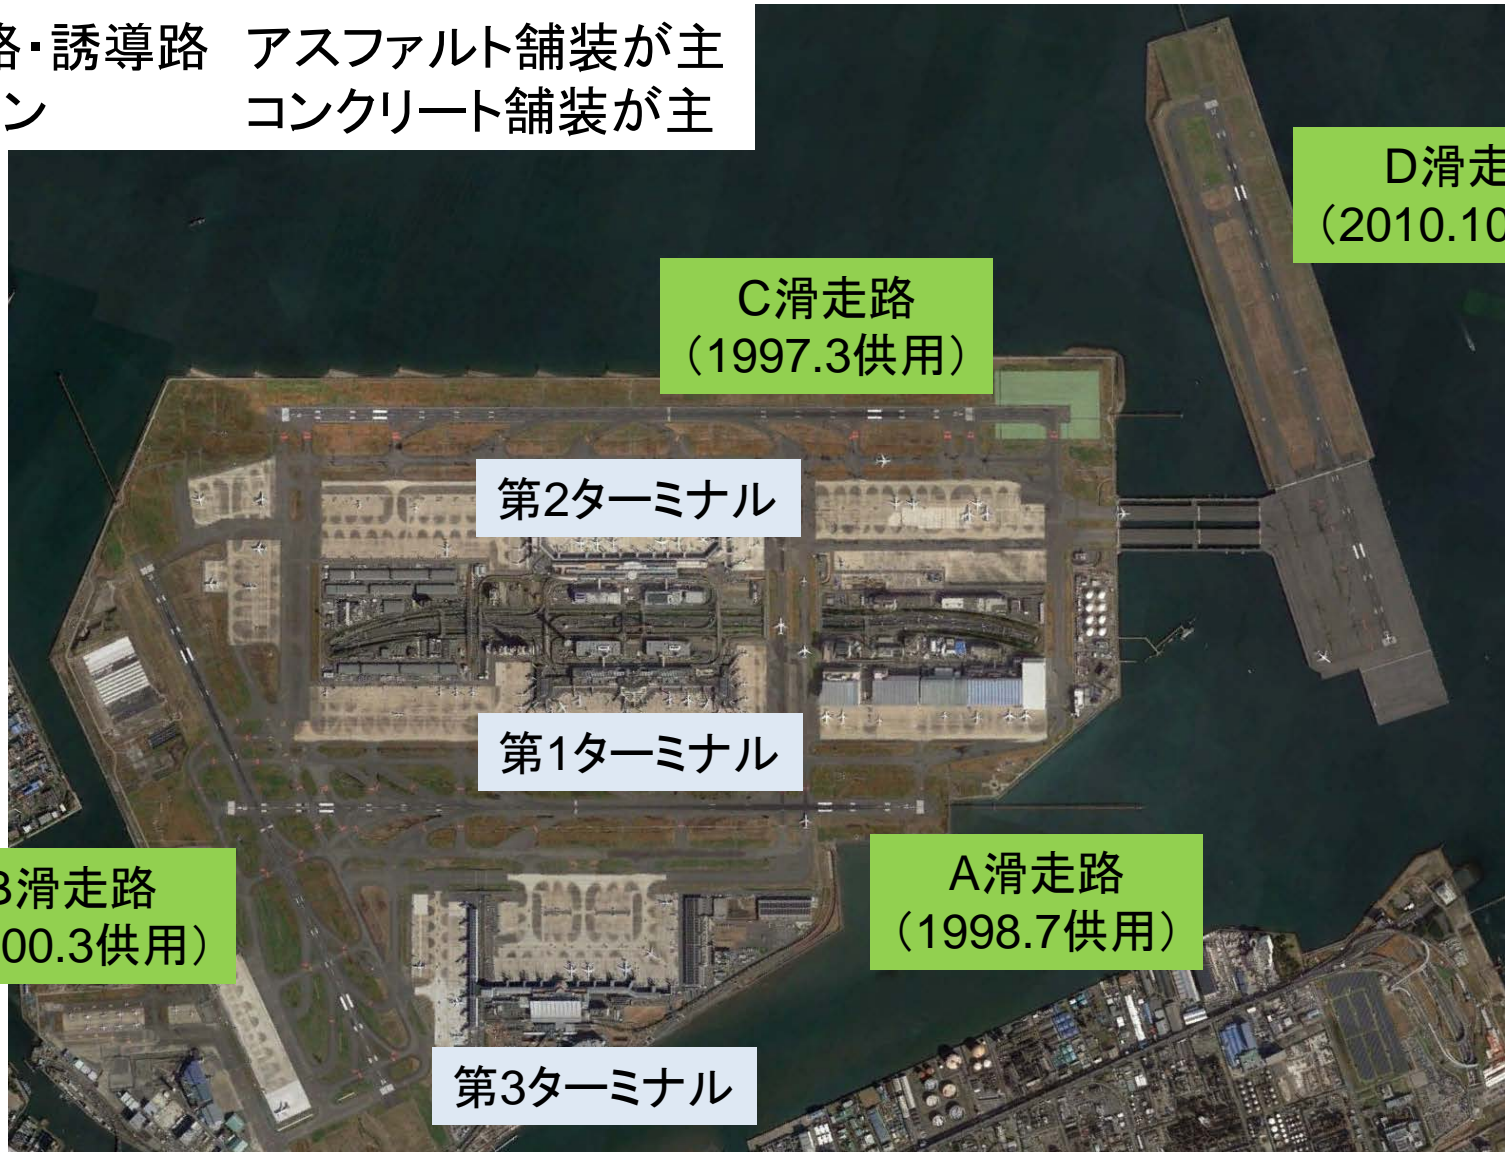 路・誘導路　アスファルト舗装が主
ン　コンクリート舗装が主
D滑走
（2010.10
C滑走路
（1997.3供用）
第2ターミナル
第1ターミナル
B滑走路
00.3供用）
A滑走路
（1998.7供用）
第3ターミナル